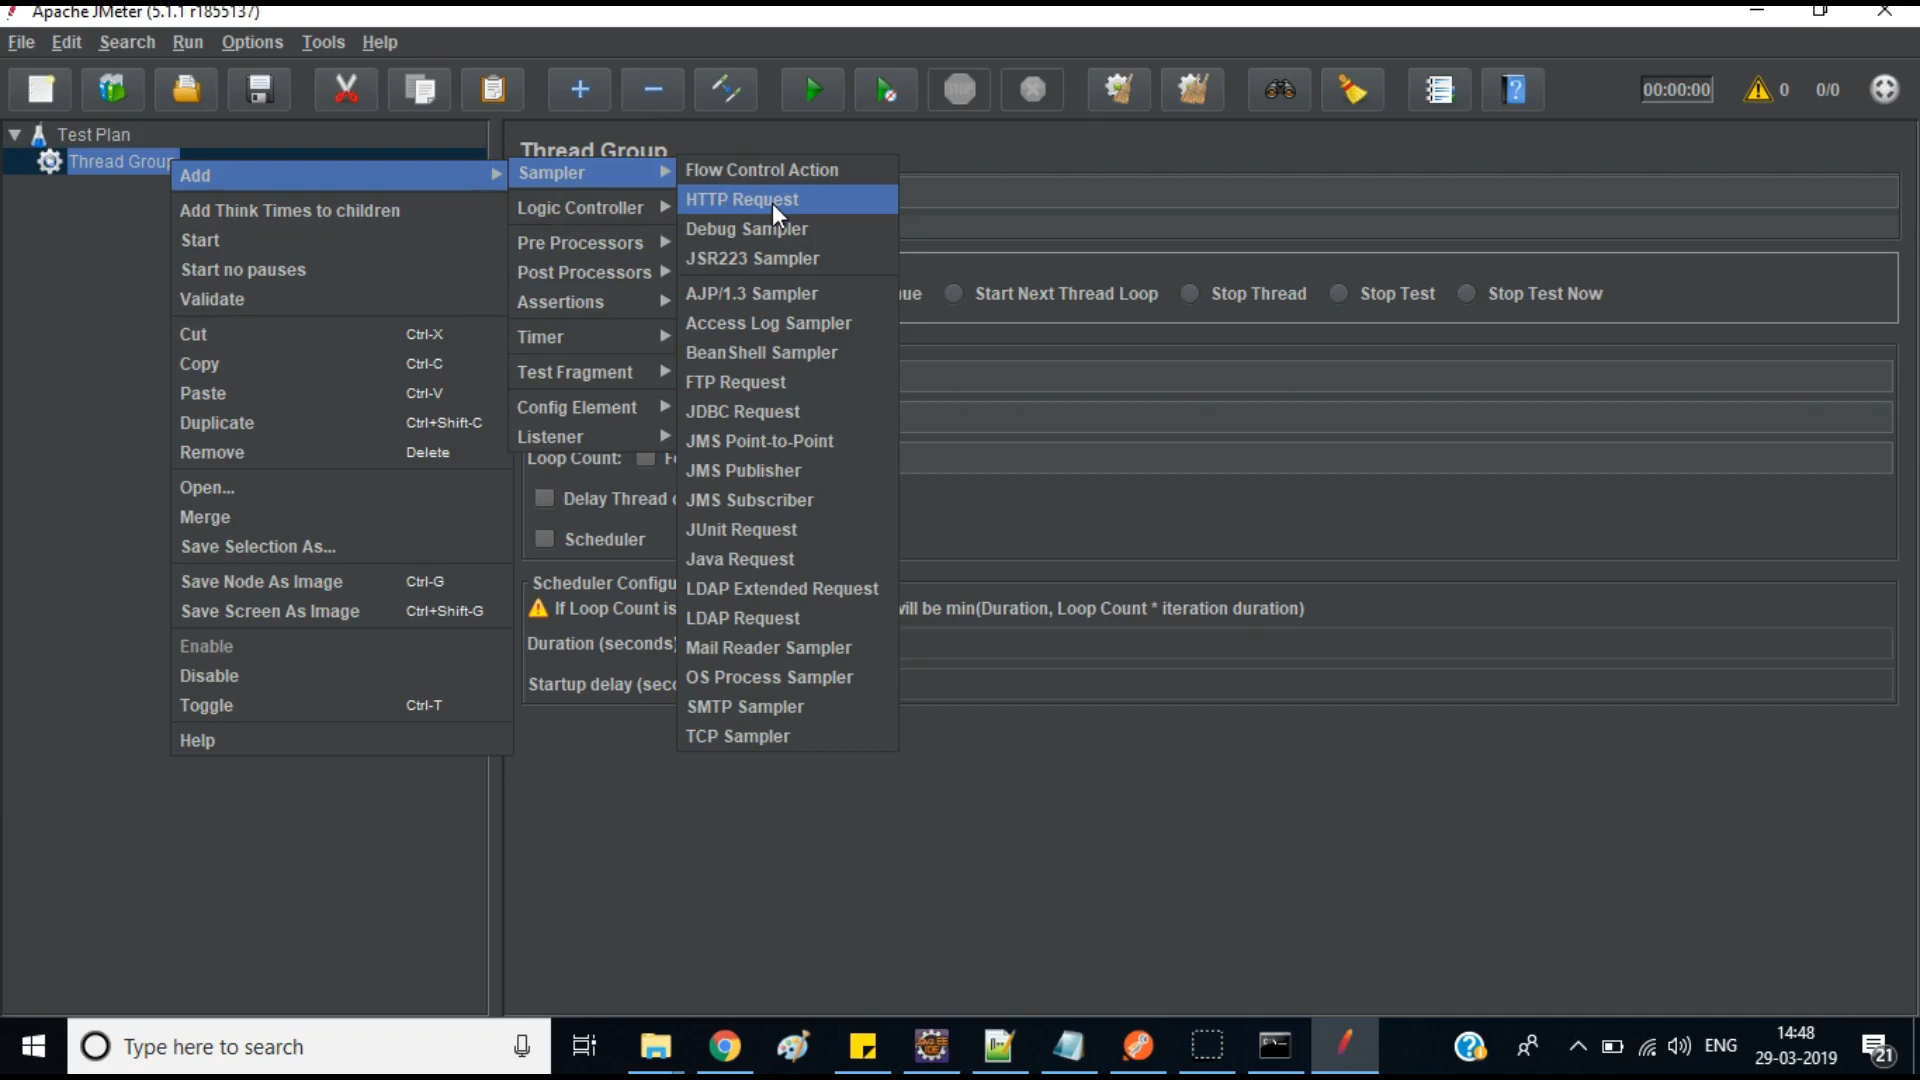 Apache JMeter (5.1.1 r1855137)
File Edit Search Run Options Tools Help
00:00:00 0 0/0
Test Plan
Thread Group
Add
Add Think Times to children
Start
Start no pauses
Validate
Cut Ctrl-X
Copy Ctrl-C
Paste Ctrl-V
Duplicate Ctrl+Shift-C
Remove Delete
Open...
Merge
Save Selection As...
Save Node As Image Ctrl-G
Save Screen As Image Ctrl+Shift-G
Enable
Disable
Toggle Ctrl-T
Help
Thread Group
Sampler
Logic Controller
Pre Processors
Post Processors
Assertions
Timer
Test Fragment
Config Element
Listener
Flow Control Action
HTTP Request
Debug Sampler
JSR223 Sampler
AJP/1.3 Sampler
Access Log Sampler
BeanShell Sampler
FTP Request
JDBC Request
JMS Point-to-Point
JMS Publisher
JMS Subscriber
JUnit Request
Java Request
LDAP Extended Request
LDAP Request
Mail Reader Sampler
OS Process Sampler
SMTP Sampler
TCP Sampler
Start Next Thread Loop Stop Thread Stop Test Stop Test Now
Loop Count:
Delay Thread
Scheduler
Scheduler Configu
If Loop Count is will be min(Duration, Loop Count * iteration duration)
Duration (seconds)
Startup delay (seco
Type here to search
ENG
14:48
29-03-2019
21